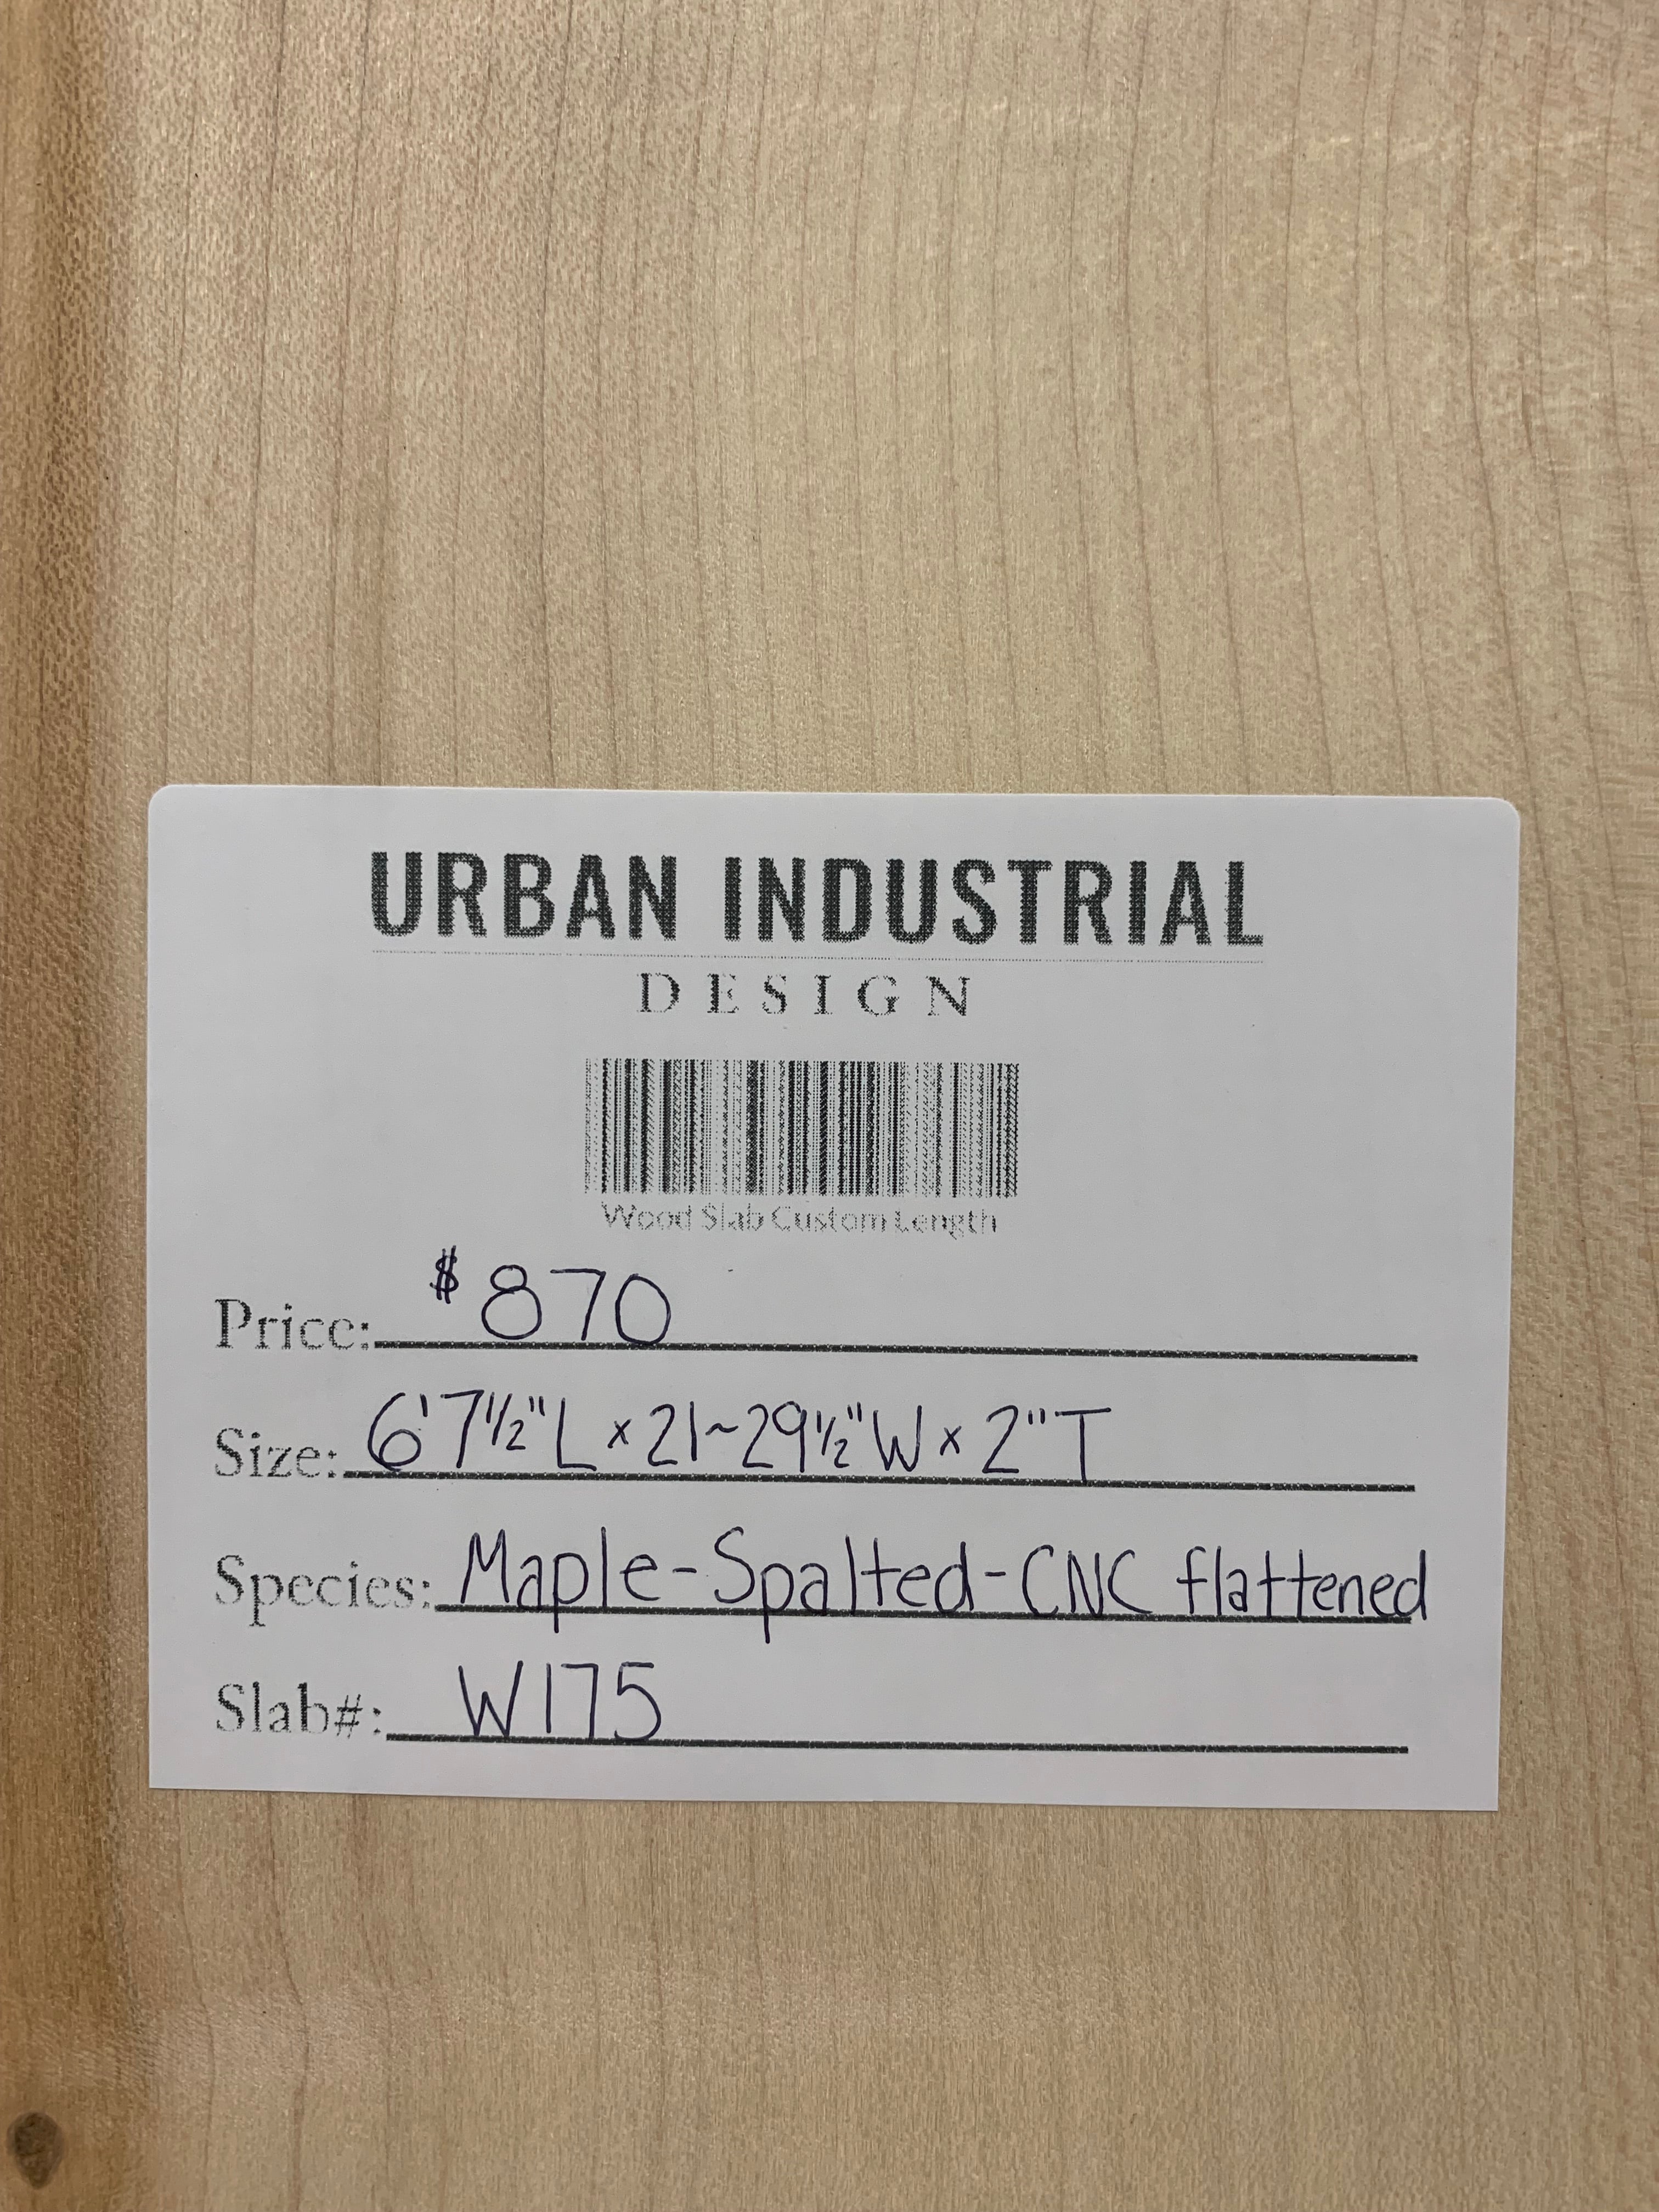 URBAN INDUSTRIAL
DESIGN
Wood Slab Custom Length
Price: $870
Size: 6'7½"L x 21~29½"W x 2"T
Species: Maple-Spalted-CNC flattened
Slab#: W175